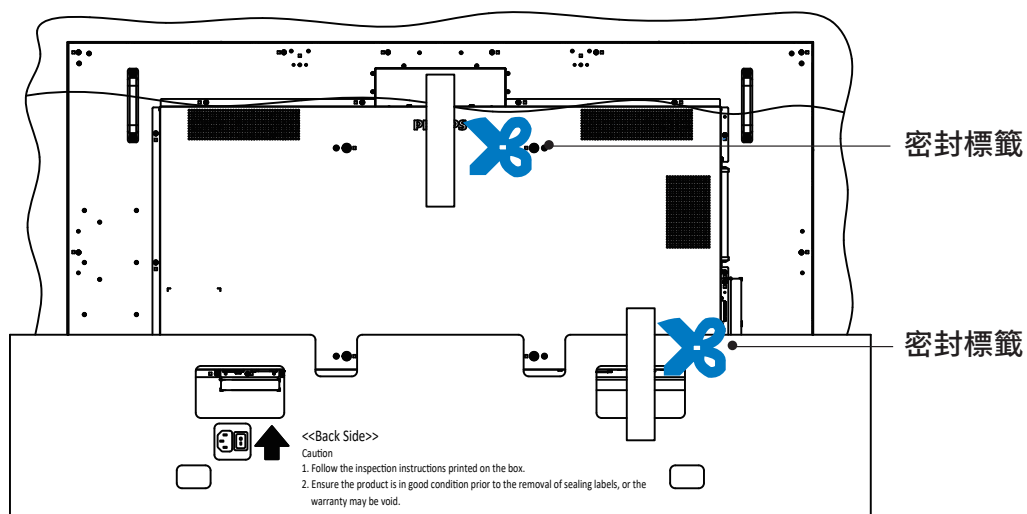 密封標籤
密封標籤
<<Back Side>>
Caution
1. Follow the inspection instructions printed on the box.
2. Ensure the product is in good condition prior to the removal of sealing labels, or the
warranty may be void.